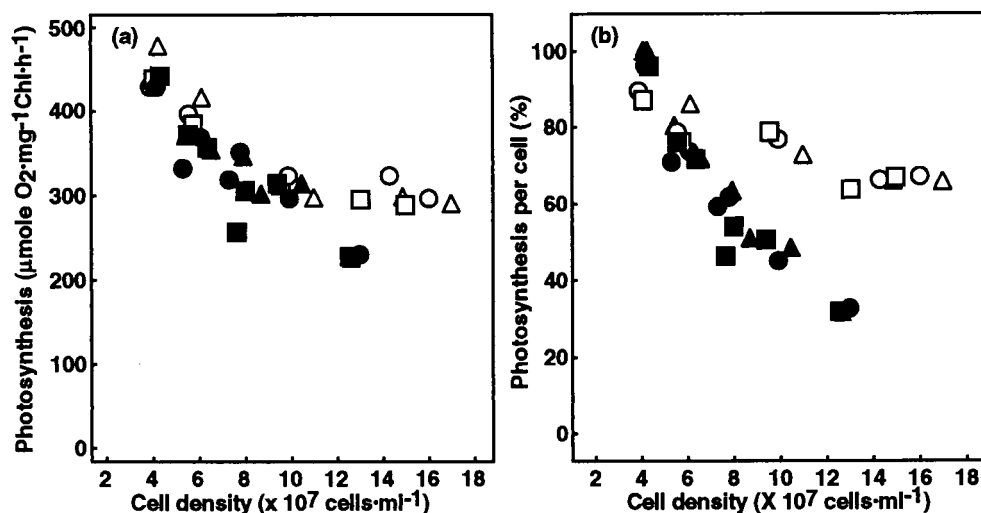 (a)
Photosynthesis (μmole O₂·mg⁻¹Chl·h⁻¹)
500
400
300
200
100
0
2 4 6 8 10 12 14 16 18
Cell density (x 10⁷ cells·ml⁻¹)
(b)
Photosynthesis per cell (%)
100
80
60
40
20
0
2 4 6 8 10 12 14 16 18
Cell density (X 10⁷ cells·ml⁻¹)